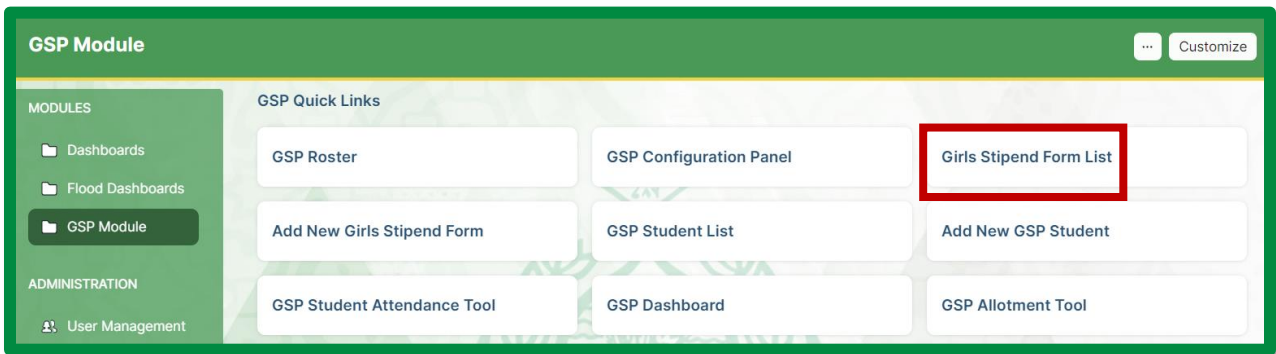 GSP Module
... Customize
MODULES
Dashboards
Flood Dashboards
GSP Module
ADMINISTRATION
User Management
GSP Quick Links
GSP Roster
GSP Configuration Panel
Girls Stipend Form List
Add New Girls Stipend Form
GSP Student List
Add New GSP Student
GSP Student Attendance Tool
GSP Dashboard
GSP Allotment Tool